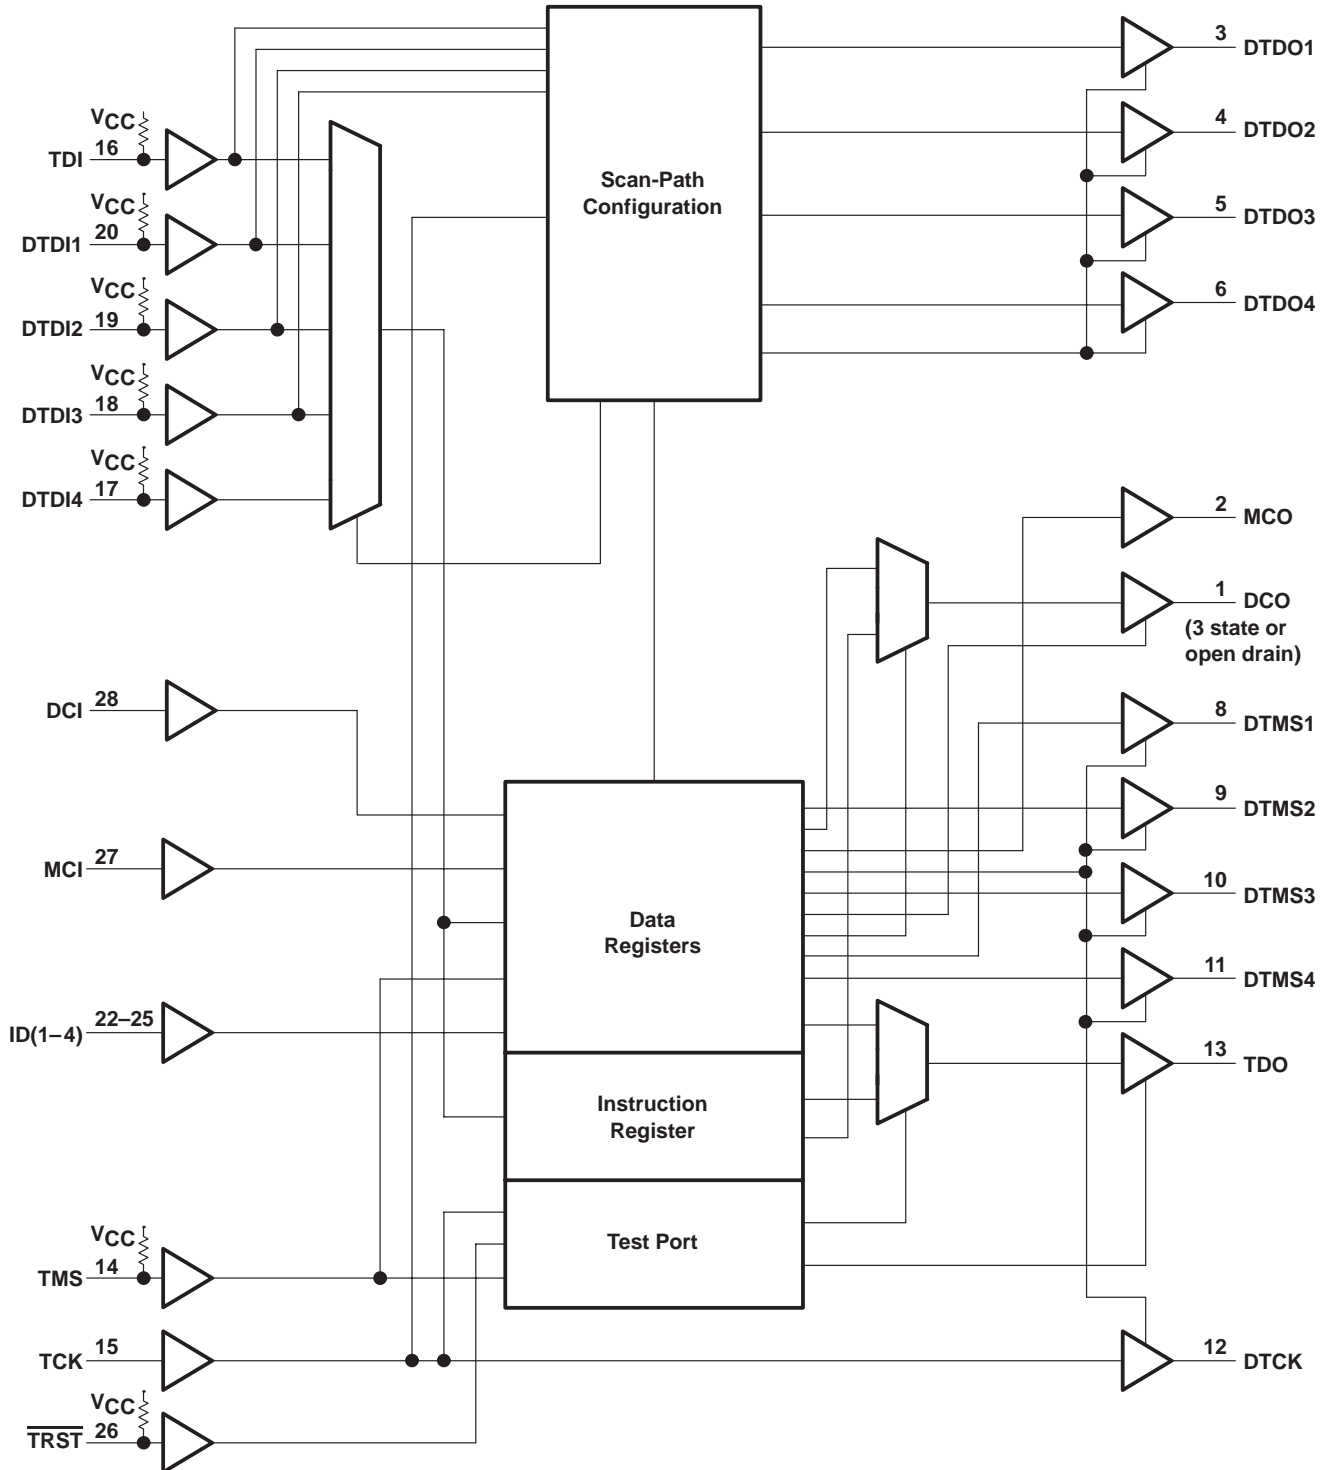 3 DTDO1
VCC
16
TDI
4 DTDO2
Scan-Path
Configuration
VCC
20
DTDI1
5 DTDO3
VCC
19
DTDI2
6 DTDO4
VCC
18
DTDI3
VCC
17
DTDI4
2 MCO
1 DCO
(3 state or
open drain)
DCI 28
8 DTMS1
9 DTMS2
MCI 27
10 DTMS3
Data
Registers
11 DTMS4
ID(1–4) 22–25
13 TDO
Instruction
Register
Test Port
VCC
14
TMS
TCK 15
12 DTCK
VCC
26
TRST